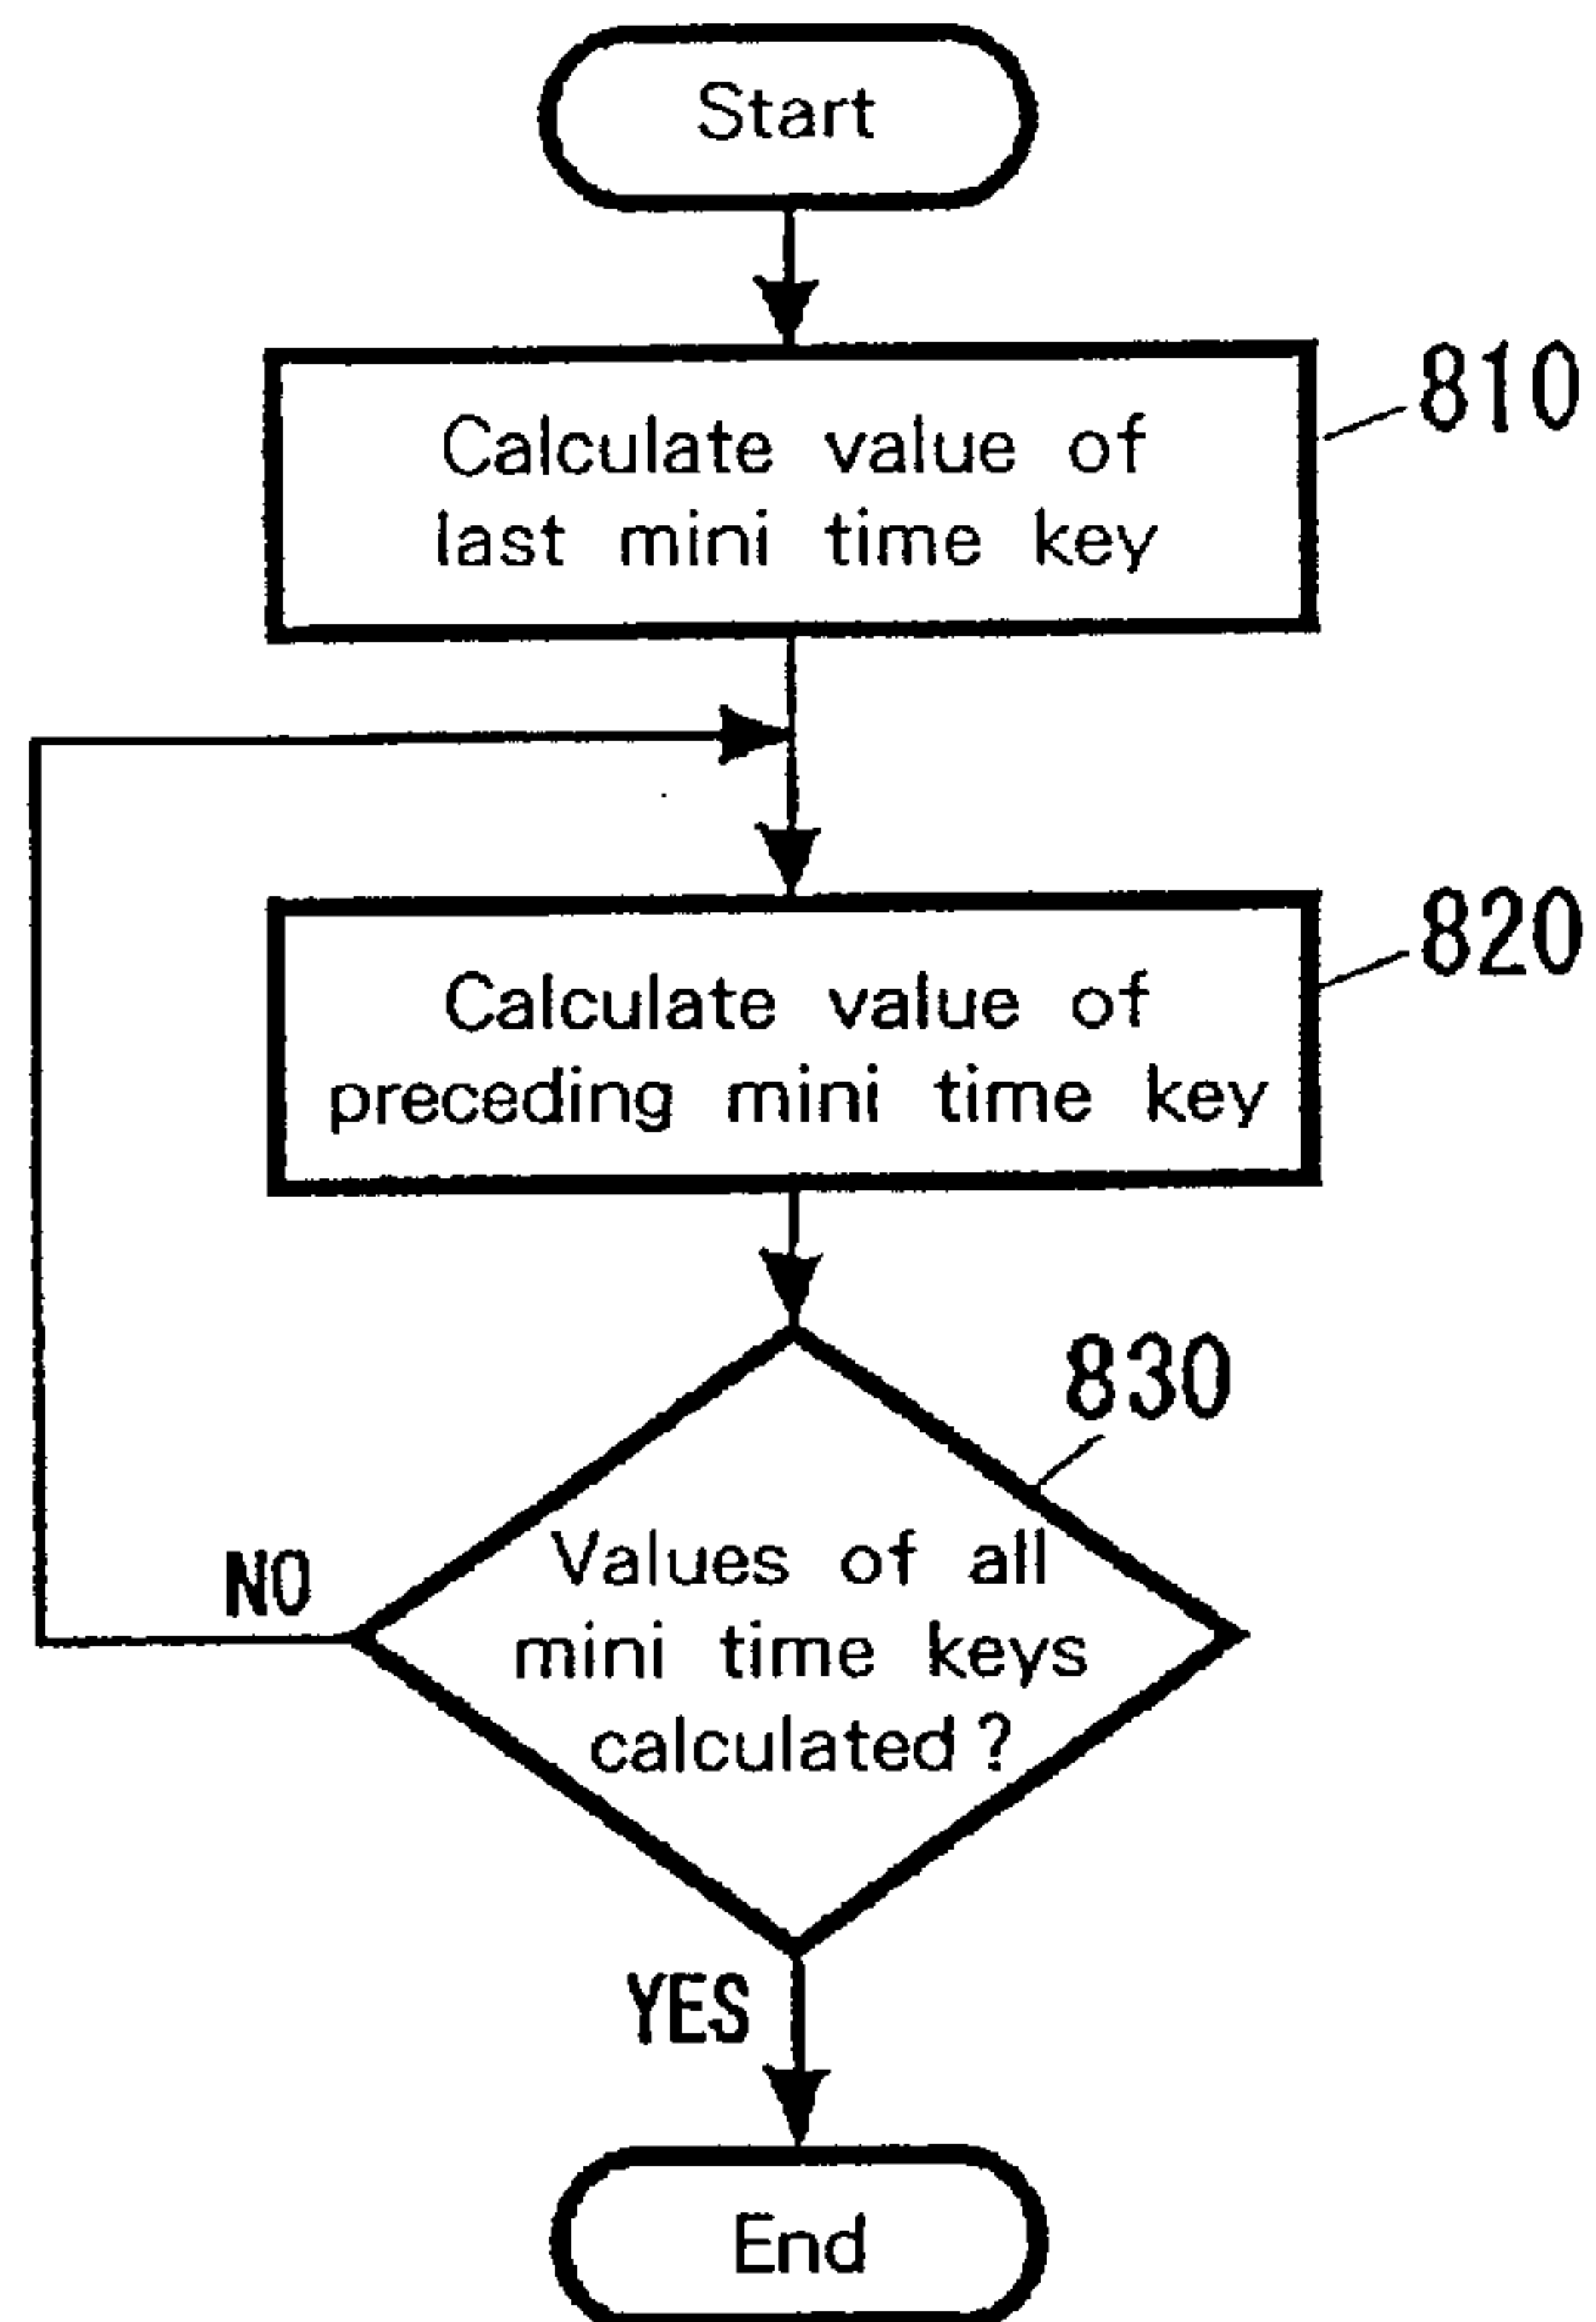 Start
810
Calculate value of
last mini time key
820
Calculate value of
preceding mini time key
830
Values of all
mini time keys
calculated?
NO
YES
End